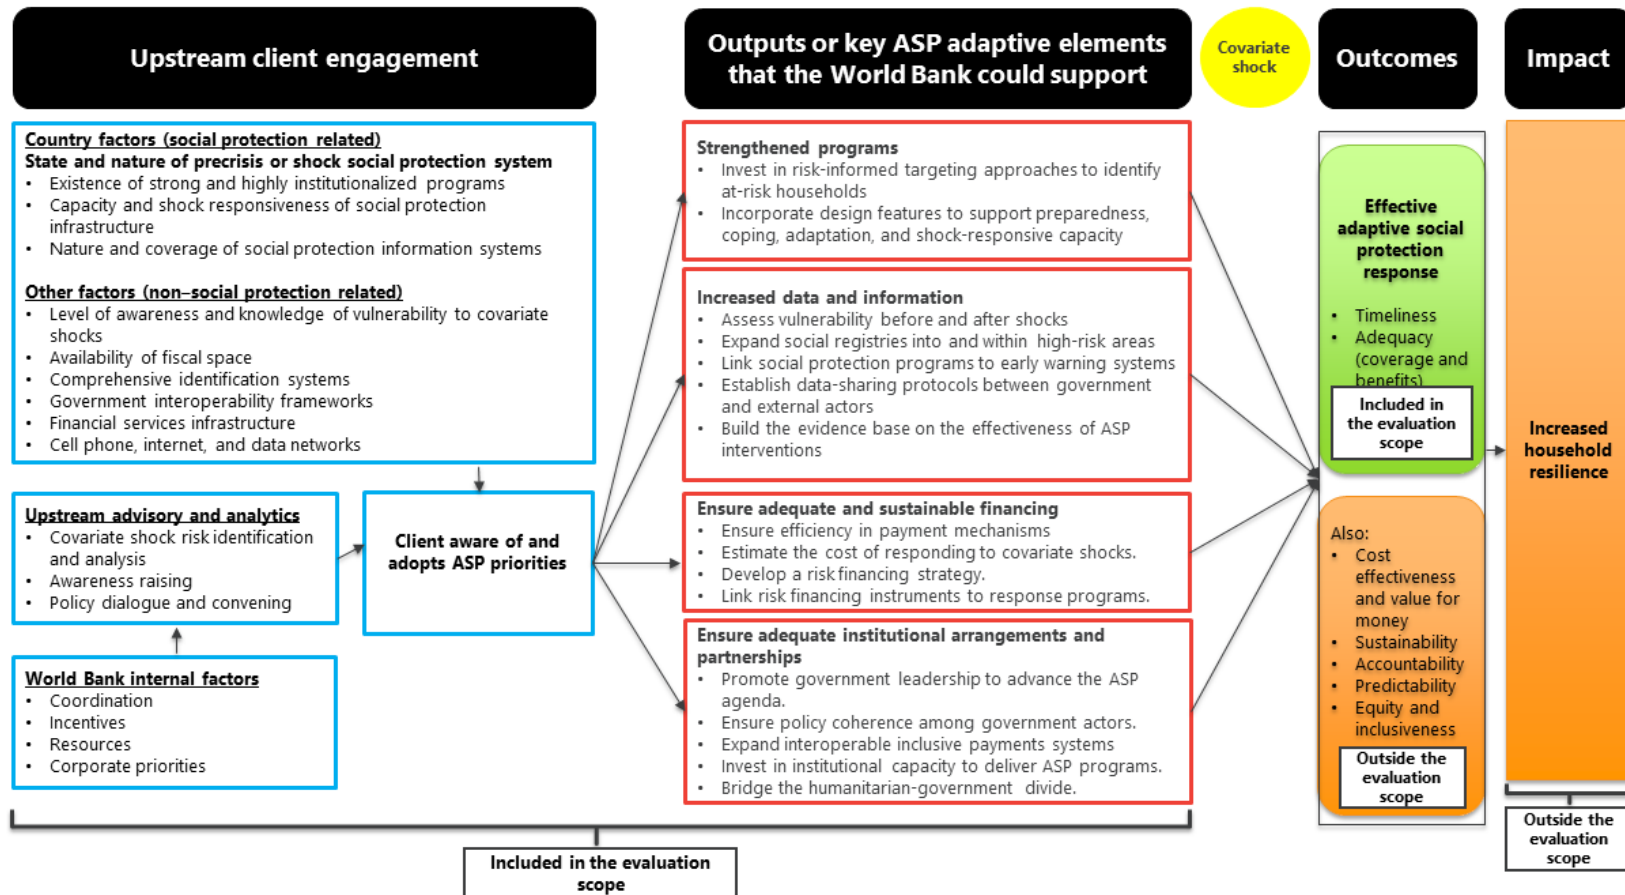 Upstream client engagement
Outputs or key ASP adaptive elements
that the World Bank could support
Covariate
shock
Outcomes
Impact
Country factors (social protection related)
State and nature of precrisis or shock social protection system
• Existence of strong and highly institutionalized programs
• Capacity and shock responsiveness of social protection
infrastructure
• Nature and coverage of social protection information systems
Other factors (non–social protection related)
• Level of awareness and knowledge of vulnerability to covariate
shocks
• Availability of fiscal space
• Comprehensive identification systems
• Government interoperability frameworks
• Financial services infrastructure
• Cell phone, internet, and data networks
Upstream advisory and analytics
• Covariate shock risk identification
and analysis
• Awareness raising
• Policy dialogue and convening
World Bank internal factors
• Coordination
• Incentives
• Resources
• Corporate priorities
Client aware of and
adopts ASP priorities
Strengthened programs
• Invest in risk-informed targeting approaches to identify
at-risk households
• Incorporate design features to support preparedness,
coping, adaptation, and shock-responsive capacity
Increased data and information
• Assess vulnerability before and after shocks
• Expand social registries into and within high-risk areas
• Link social protection programs to early warning systems
• Establish data-sharing protocols between government
and external actors
• Build the evidence base on the effectiveness of ASP
interventions
Ensure adequate and sustainable financing
• Ensure efficiency in payment mechanisms
• Estimate the cost of responding to covariate shocks.
• Develop a risk financing strategy.
• Link risk financing instruments to response programs.
Ensure adequate institutional arrangements and
partnerships
• Promote government leadership to advance the ASP
agenda.
• Ensure policy coherence among government actors.
• Expand interoperable inclusive payments systems
• Invest in institutional capacity to deliver ASP programs.
• Bridge the humanitarian-government divide.
Effective
adaptive social
protection
response
• Timeliness
• Adequacy
(coverage and
benefits)
Included in
the evaluation
scope
Also:
• Cost
effectiveness
and value for
money
• Sustainability
• Accountability
• Predictability
• Equity and
inclusiveness
Outside the
evaluation
scope
Increased
household
resilience
Outside the
evaluation
scope
Included in the evaluation
scope